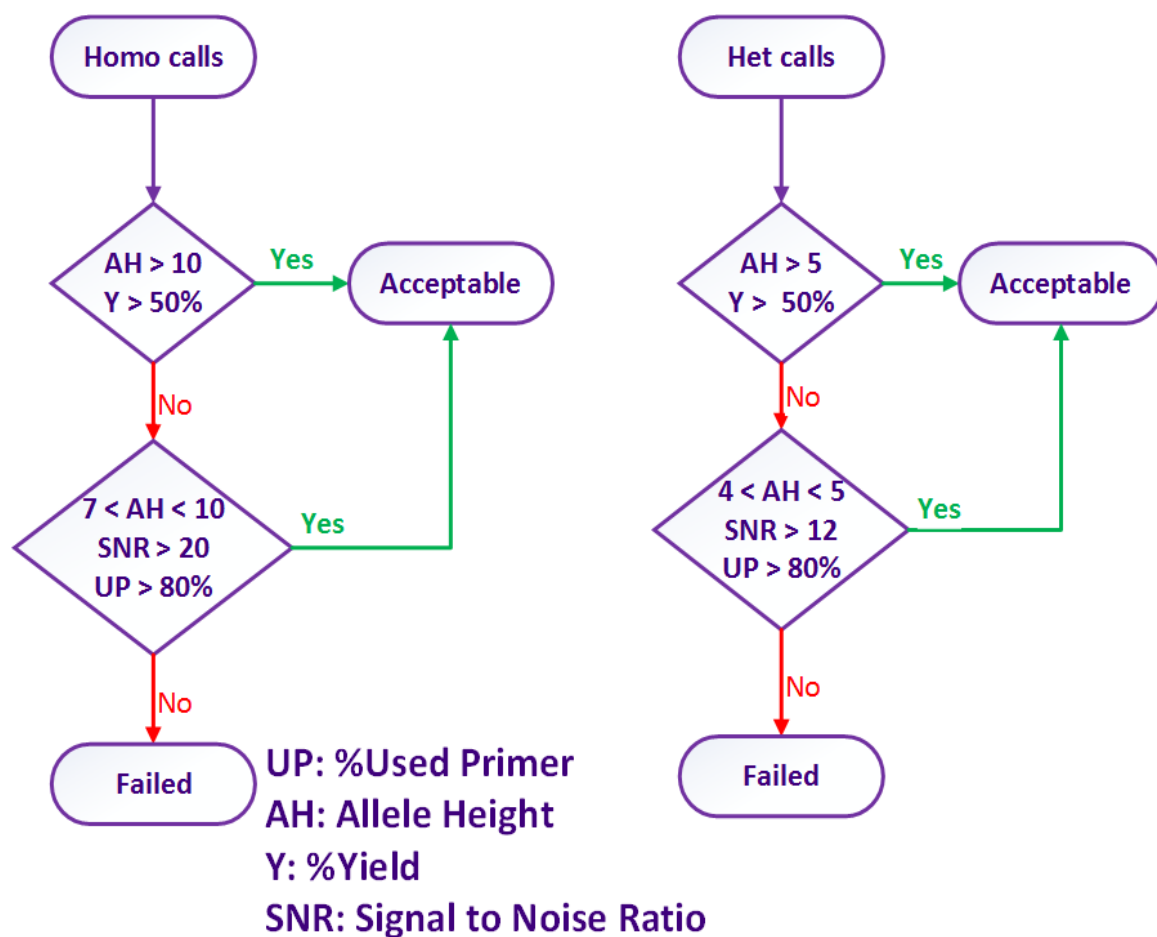 Homo calls
AH > 10
Y > 50%
Yes
Acceptable
No
7 < AH < 10
SNR > 20
UP > 80%
Yes
No
Failed
Het calls
AH > 5
Y >  50%
Yes
Acceptable
No
4 < AH < 5
SNR > 12
UP > 80%
Yes
No
Failed
UP: %Used Primer
AH: Allele Height
Y: %Yield
SNR: Signal to Noise Ratio